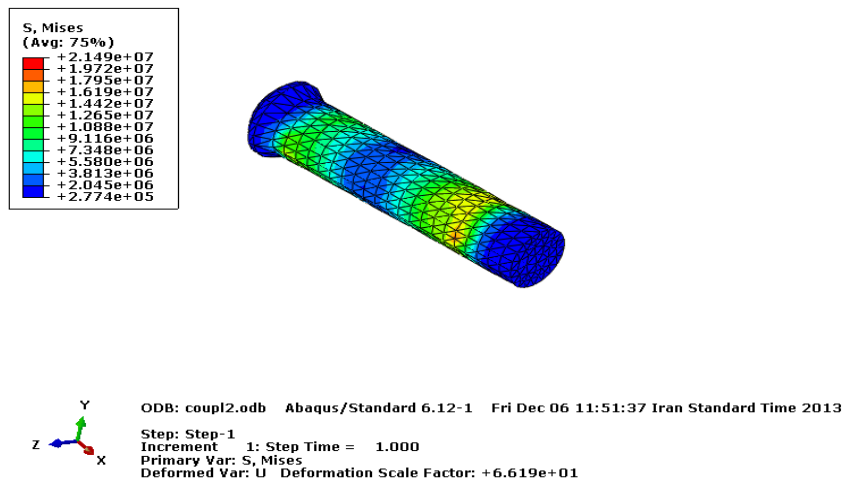 S, Mises
(Avg: 75%)
+2.149e+07
+1.972e+07
+1.795e+07
+1.619e+07
+1.442e+07
+1.265e+07
+1.088e+07
+9.116e+06
+7.348e+06
+5.580e+06
+3.813e+06
+2.045e+06
+2.774e+05
Y
Z
X
ODB: coupl2.odb Abaqus/Standard 6.12-1 Fri Dec 06 11:51:37 Iran Standard Time 2013
Step: Step-1
Increment 1: Step Time = 1.000
Primary Var: S, Mises
Deformed Var: U Deformation Scale Factor: +6.619e+01